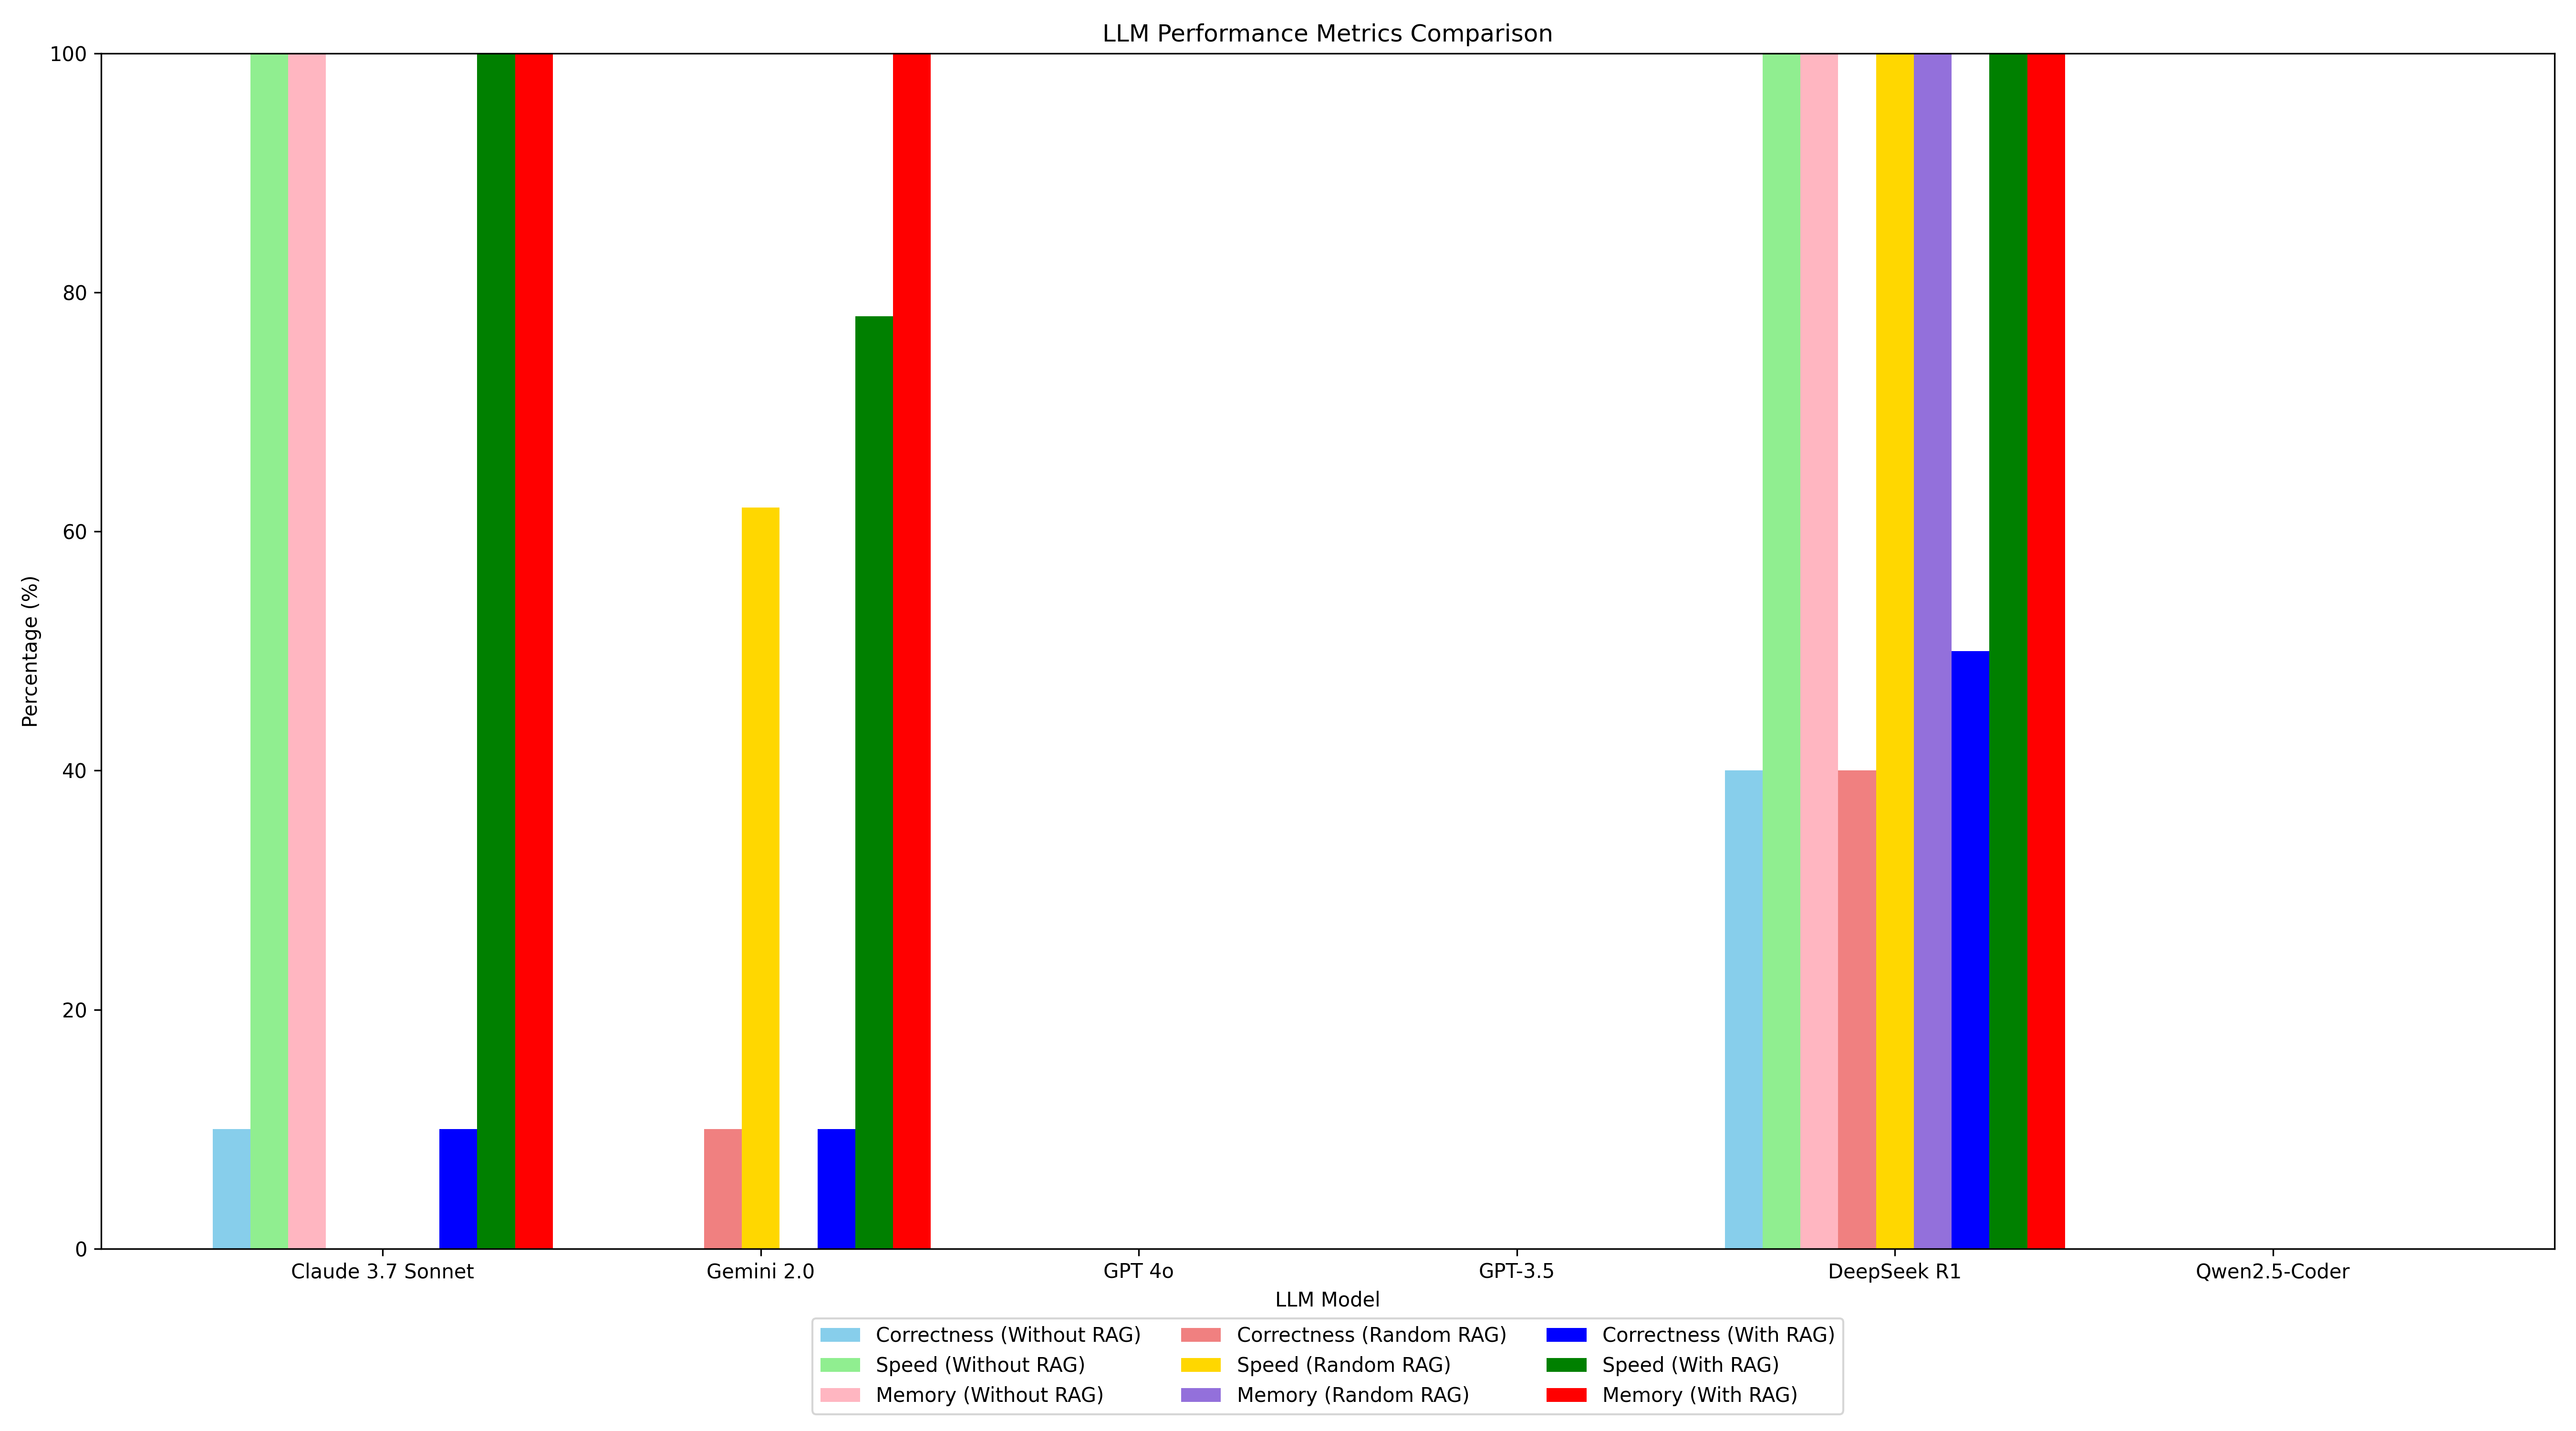 LLM Performance Metrics Comparison
100
80
60
40
20
0
Percentage (%)
Claude 3.7 Sonnet
Gemini 2.0
GPT 4o
GPT-3.5
DeepSeek R1
Qwen2.5-Coder
LLM Model
Correctness (Without RAG)
Speed (Without RAG)
Memory (Without RAG)
Correctness (Random RAG)
Speed (Random RAG)
Memory (Random RAG)
Correctness (With RAG)
Speed (With RAG)
Memory (With RAG)